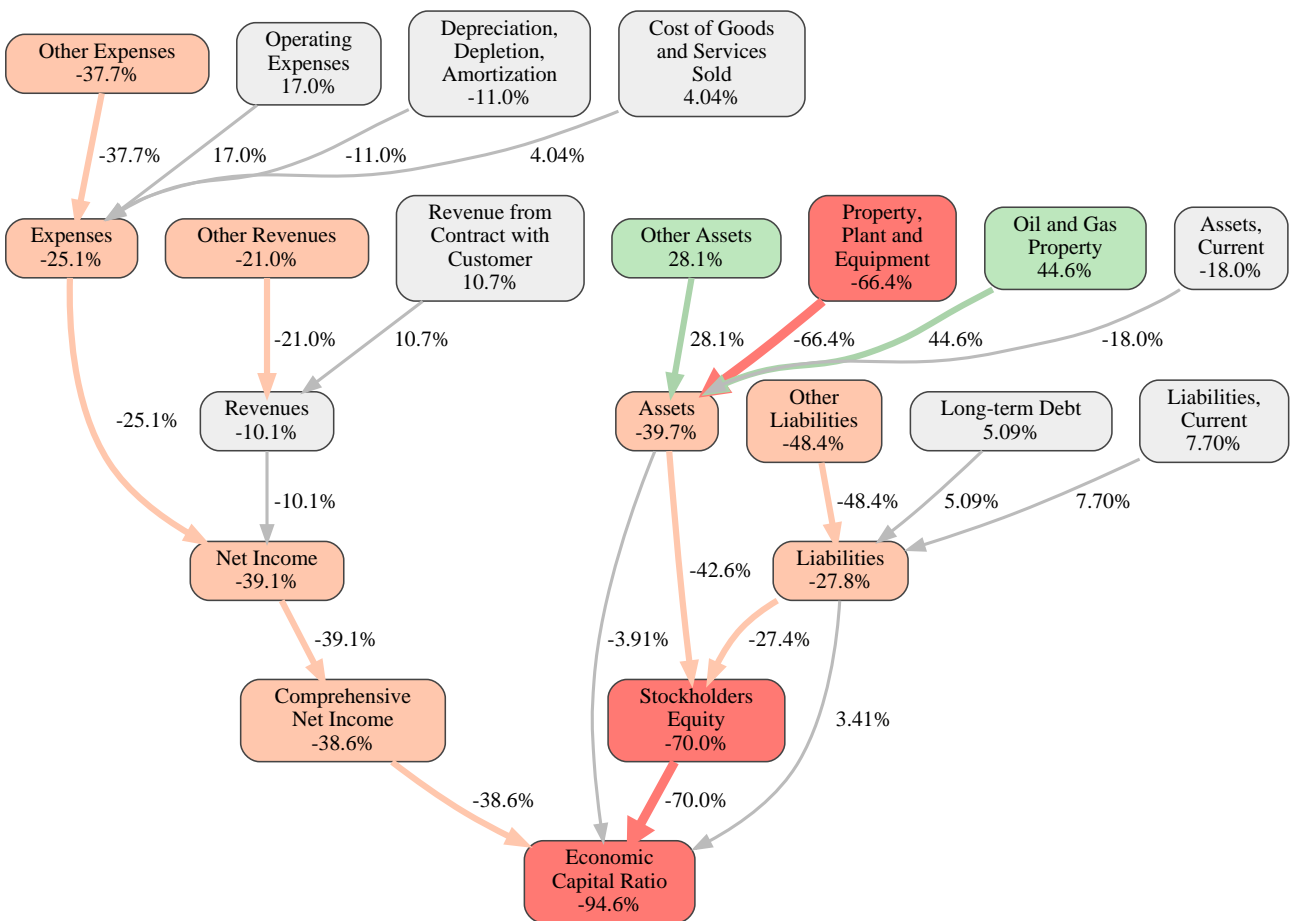 Other Expenses
-37.7%
Operating
Expenses
17.0%
Depreciation,
Depletion,
Amortization
-11.0%
Cost of Goods
and Services
Sold
4.04%
-37.7%
17.0%
-11.0%
4.04%
Expenses
-25.1%
Other Revenues
-21.0%
Revenue from
Contract with
Customer
10.7%
Other Assets
28.1%
Property,
Plant and
Equipment
-66.4%
Oil and Gas
Property
44.6%
Assets,
Current
-18.0%
-21.0%
10.7%
28.1%
-66.4%
44.6%
-18.0%
-25.1%
Revenues
-10.1%
Assets
-39.7%
Other
Liabilities
-48.4%
Long-term Debt
5.09%
Liabilities,
Current
7.70%
-10.1%
-48.4%
5.09%
7.70%
Net Income
-39.1%
-42.6%
Liabilities
-27.8%
-39.1%
-3.91%
-27.4%
Comprehensive
Net Income
-38.6%
Stockholders
Equity
-70.0%
3.41%
-38.6%
-70.0%
Economic
Capital Ratio
-94.6%